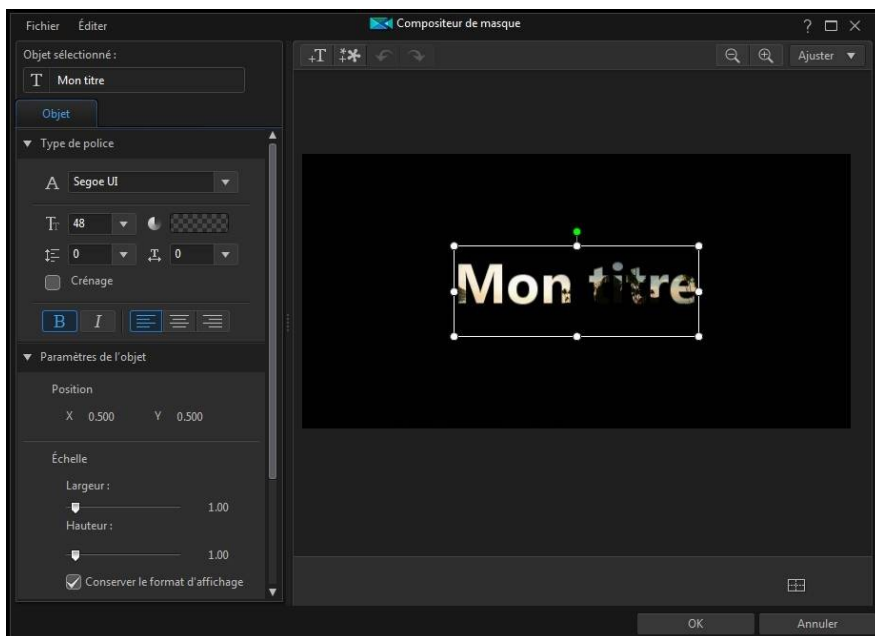 Fichier Éditer
Compositeur de masque
Objet sélectionné :
T Mon titre
+T
Ajuster
Objet
Type de police
A Segoe UI
TT 48
0 T 0
Crénage
B I
Mon titre
Paramètres de l'objet
Position
X 0.500 Y 0.500
Échelle
Largeur :
1.00
Hauteur :
1.00
Conserver le format d'affichage
OK Annuler